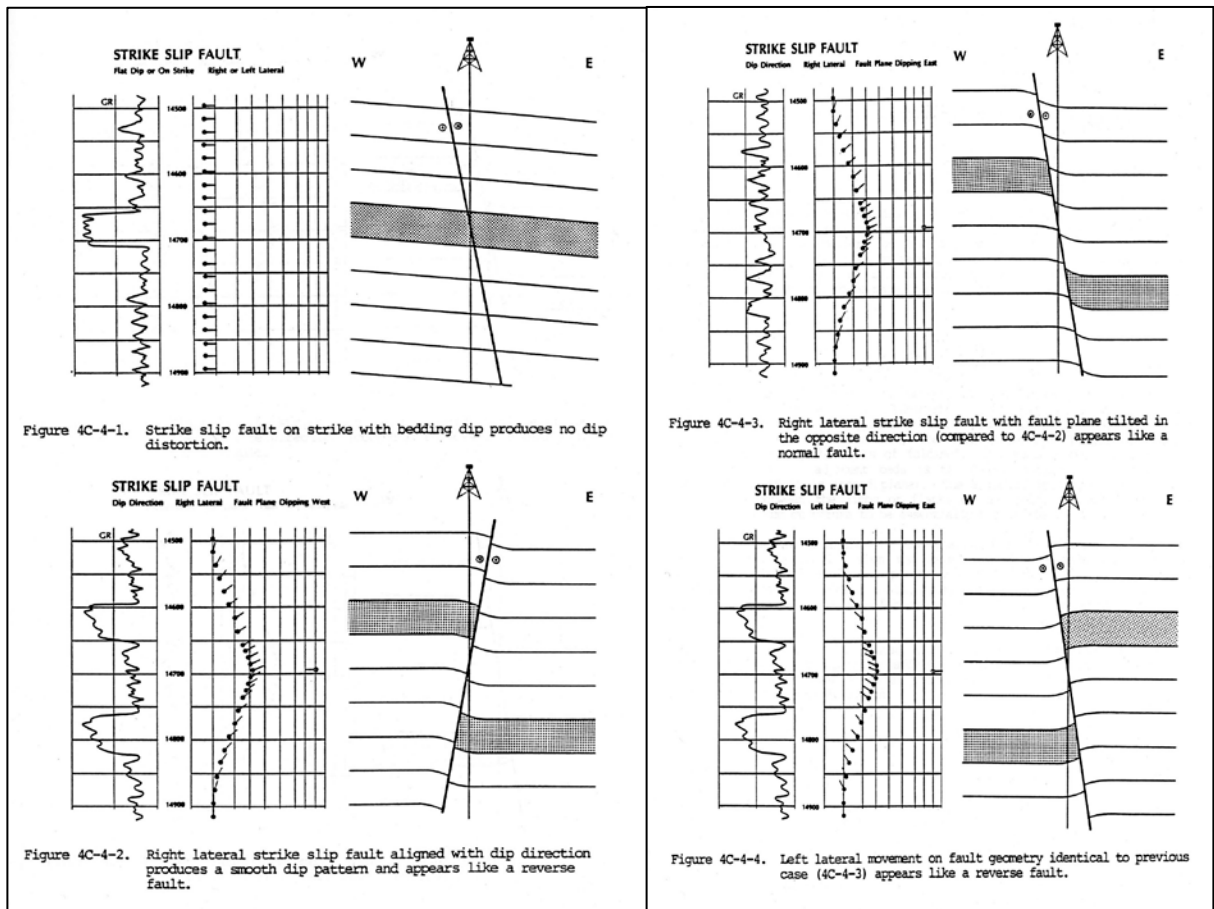 STRIKE SLIP FAULT
Flat Dip or On Strike Right or Left Lateral
W
E
GR
14500
14600
14700
14800
14900
Figure 4C-4-1. Strike slip fault on strike with bedding dip produces no dip
distortion.
STRIKE SLIP FAULT
Dip Direction Right Lateral Fault Plane Dipping West
W
E
GR
14500
14600
14700
14800
14900
Figure 4C-4-2. Right lateral strike slip fault aligned with dip direction
produces a smooth dip pattern and appears like a reverse
fault.
STRIKE SLIP FAULT
Dip Direction Right Lateral Fault Plane Dipping East
W
E
GR
14500
14600
14700
14800
14900
Figure 4C-4-3. Right lateral strike slip fault with fault plane tilted in
the opposite direction (compared to 4C-4-2) appears like a
normal fault.
STRIKE SLIP FAULT
Dip Direction Left Lateral Fault Plane Dipping East
W
E
GR
14500
14600
14700
14800
14900
Figure 4C-4-4. Left lateral movement on fault geometry identical to previous
case (4C-4-3) appears like a reverse fault.